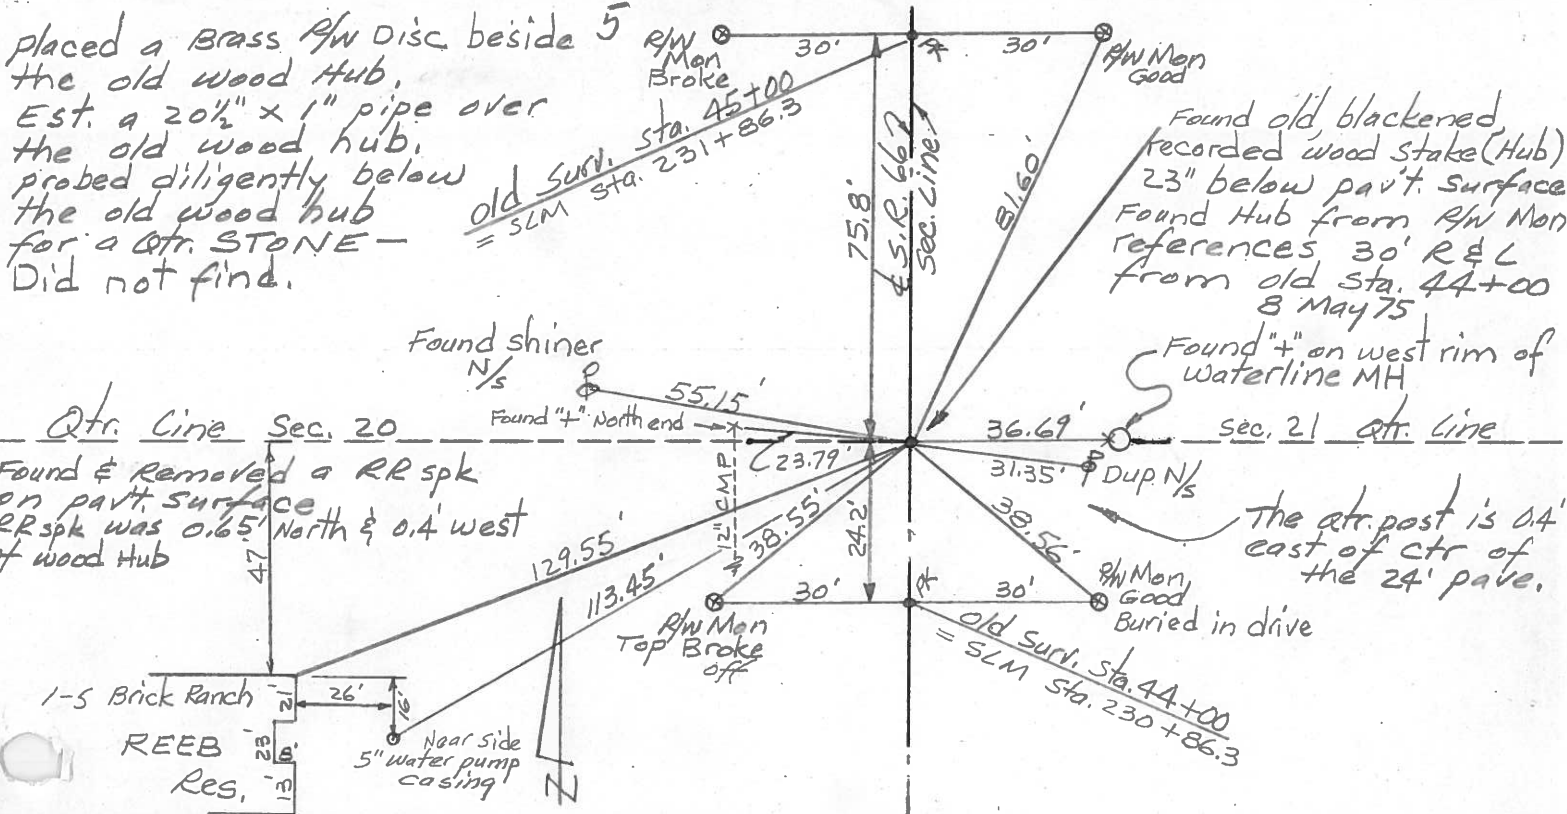 5
placed a Brass R/W Disc beside
the old wood Hub.
Est. a 20½" x 1" pipe over
the old wood hub.
probed diligently below
the old wood hub
for a Qtr. STONE —
Did not find.
R/W
Mon
Broke
30'
30'
R/W Mon
Good
old Surv. Sta. 45+00
= SLM Sta. 231+86.3
75.8'
℄ S.R. 667
Sec. Line
81.60'
Found old, blackened,
recorded wood stake (Hub)
23" below pav't. surface
Found Hub from R/W Mon
references 30' R & L
from old Sta. 44+00
8 May 75
Found shiner
N/s
55.15'
Found "+" North end
Found "+" on west rim of
waterline MH
Qtr. Line Sec. 20
23.79'
36.69'
Sec. 21 Qtr. Line
31.35'
Dup. N/s
Found & Removed a RR spk
on pav't. surface
RR spk was 0.65' North & 0.4' west
of wood Hub
47'
129.55'
113.45'
12" CMP
38.55'
24.2'
38.56'
The qtr. post is 0.4'
east of ctr of
the 24' pave.
30'
30'
R/W Mon
Top Broke
off
R/W Mon
Good
Buried in drive
old Surv. Sta. 44+00
= SLM Sta. 230+86.3
1-S Brick Ranch
21'
26'
16'
REEB
Res.
23'
8'
13'
Near side
5" water pump
casing
N